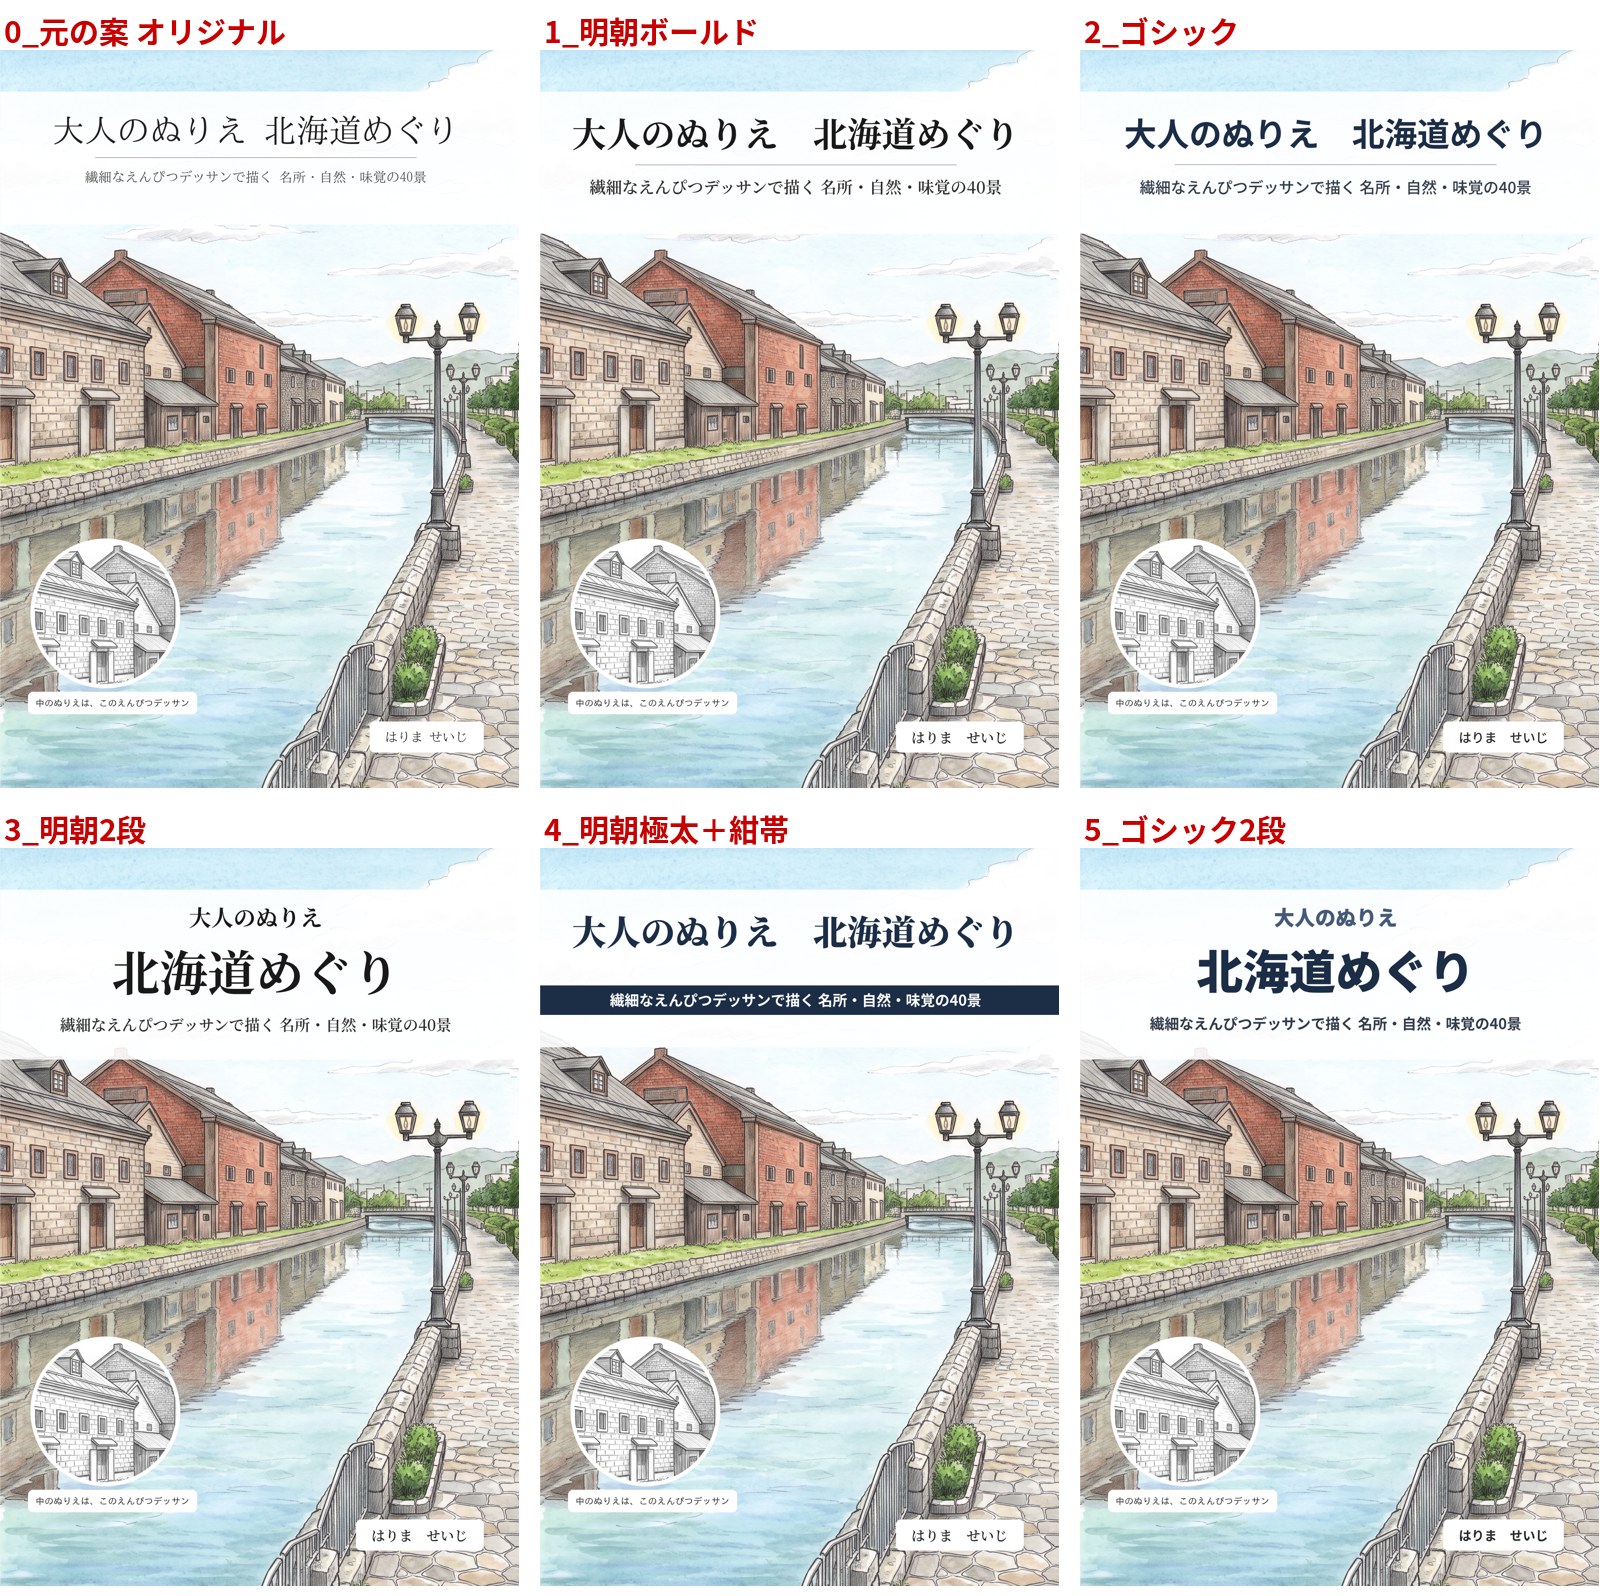 0_元の案 オリジナル
大人のぬりえ 北海道めぐり
繊細なえんぴつデッサンで描く 名所・自然・味覚の40景
中のぬりえは、このえんぴつデッサン
はりま せいじ
1_明朝ボールド
大人のぬりえ 北海道めぐり
繊細なえんぴつデッサンで描く 名所・自然・味覚の40景
中のぬりえは、このえんぴつデッサン
はりま せいじ
2_ゴシック
大人のぬりえ 北海道めぐり
繊細なえんぴつデッサンで描く 名所・自然・味覚の40景
中のぬりえは、このえんぴつデッサン
はりま せいじ
3_明朝2段
大人のぬりえ
北海道めぐり
繊細なえんぴつデッサンで描く 名所・自然・味覚の40景
中のぬりえは、このえんぴつデッサン
はりま せいじ
4_明朝極太+紺帯
大人のぬりえ 北海道めぐり
繊細なえんぴつデッサンで描く 名所・自然・味覚の40景
中のぬりえは、このえんぴつデッサン
はりま せいじ
5_ゴシック2段
大人のぬりえ
北海道めぐり
繊細なえんぴつデッサンで描く 名所・自然・味覚の40景
中のぬりえは、このえんぴつデッサン
はりま せいじ